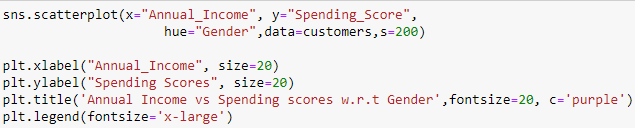 sns.scatterplot(x="Annual_Income", y="Spending_Score",
hue="Gender",data=customers,s=200)
plt.xlabel("Annual_Income", size=20)
plt.ylabel("Spending Scores", size=20)
plt.title('Annual Income vs Spending scores w.r.t Gender',fontsize=20, c='purple')
plt.legend(fontsize='x-large')